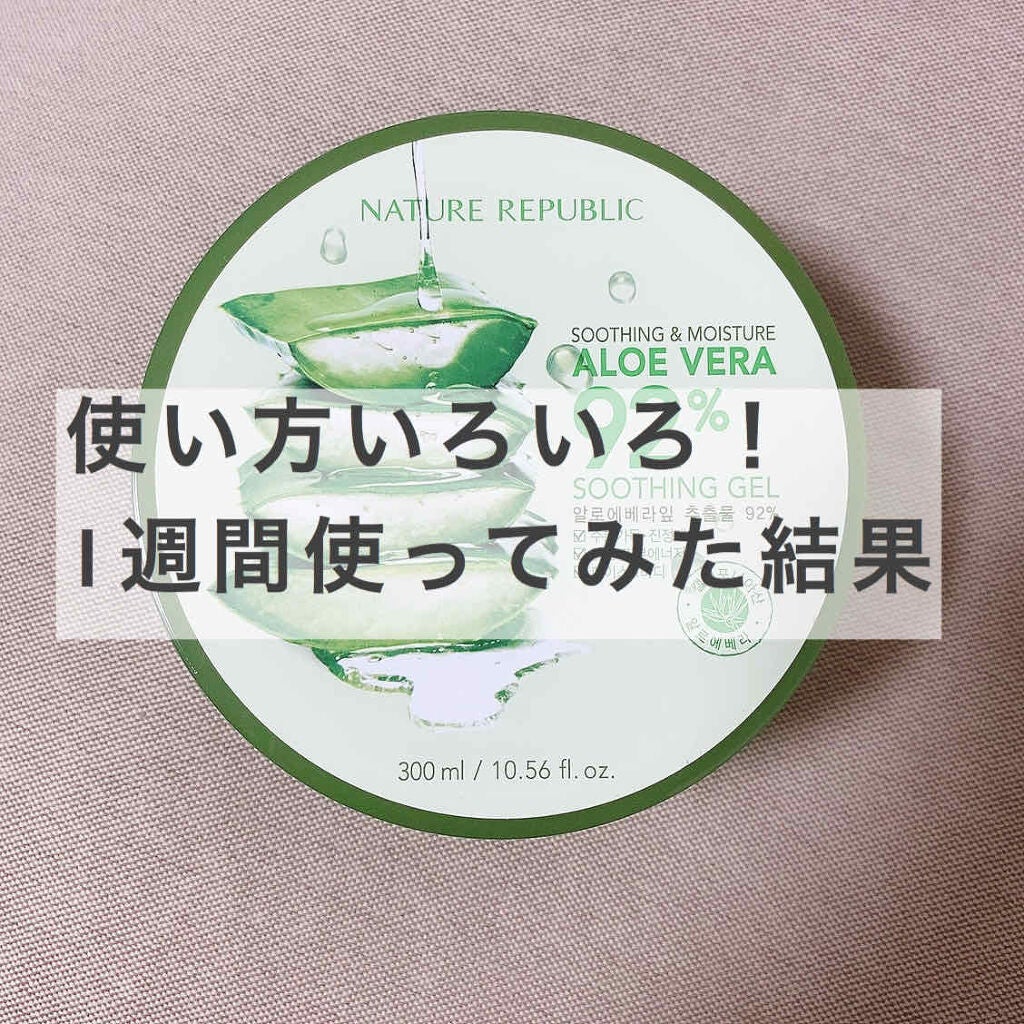 NATURE REPUBLIC
SOOTHING & MOISTURE
ALOE VERA
92%
使い方いろいろ！
SOOTHING GEL
알로에베라잎 추출물 92%
1週間使ってみた結果
300 ml / 10.56 fl. oz.